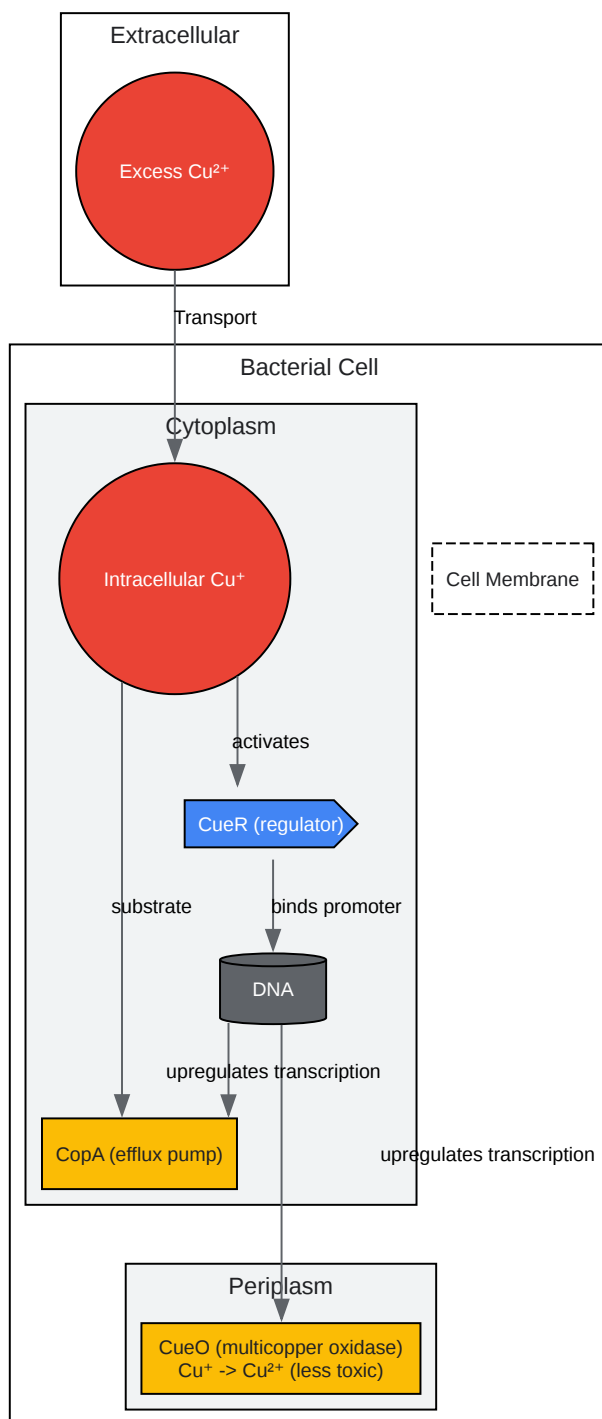 Extracellular
Excess Cu²⁺
Transport
Bacterial Cell
Cytoplasm
Intracellular Cu⁺
Cell Membrane
activates
CueR (regulator)
substrate
binds promoter
DNA
upregulates transcription
CopA (efflux pump)
upregulates transcription
Periplasm
CueO (multicopper oxidase)
Cu⁺ -> Cu²⁺ (less toxic)